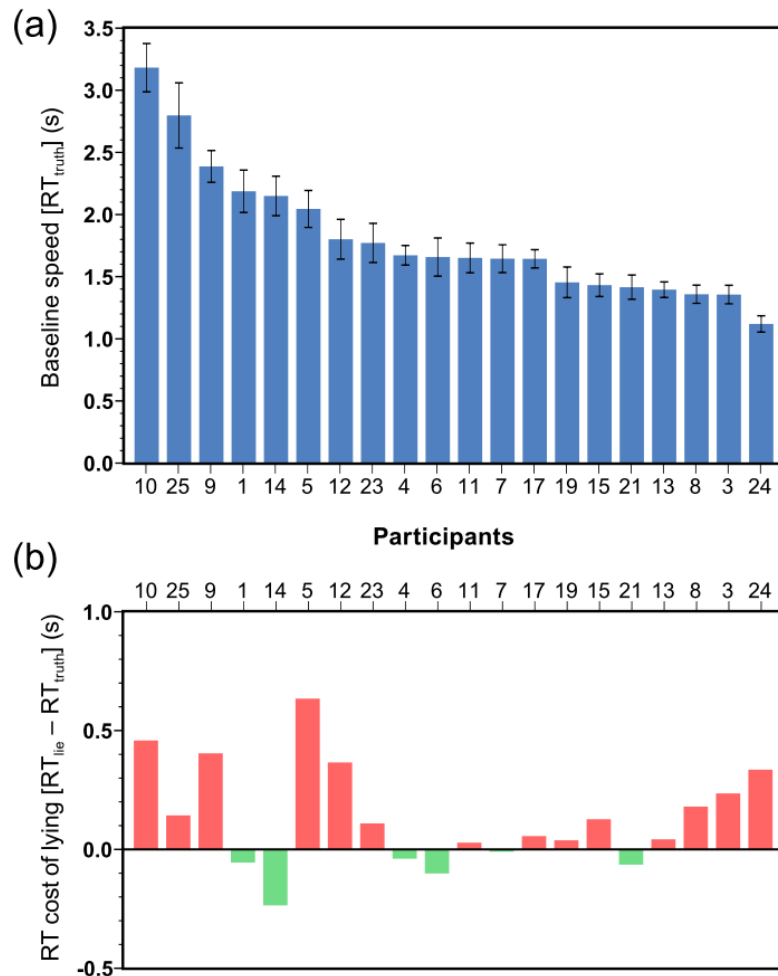 (a)
Baseline speed [RTtruth] (s)
3.5
3.0
2.5
2.0
1.5
1.0
0.5
0.0
10 25 9 1 14 5 12 23 4 6 11 7 17 19 15 21 13 8 3 24
Participants
(b)
10 25 9 1 14 5 12 23 4 6 11 7 17 19 15 21 13 8 3 24
RT cost of lying [RTlie – RTtruth] (s)
1.0
0.5
0.0
-0.5